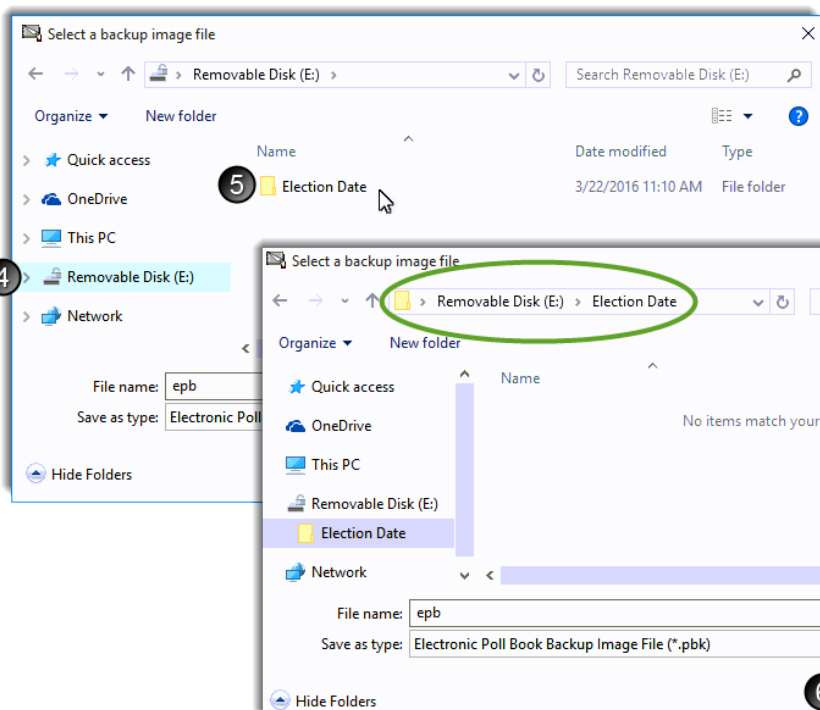 Select a backup image file
Removable Disk (E:)
Search Removable Disk (E:)
Organize
New folder
Name
Date modified
Type
Quick access
5
Election Date
3/22/2016 11:10 AM
File folder
OneDrive
This PC
4
Removable Disk (E:)
Network
File name:
epb
Save as type:
Electronic Poll
Hide Folders
Select a backup image file
Removable Disk (E:)
Election Date
Organize
New folder
Name
Quick access
No items match your
OneDrive
This PC
Removable Disk (E:)
Election Date
Network
File name:
epb
Save as type:
Electronic Poll Book Backup Image File (*.pbk)
6
Hide Folders